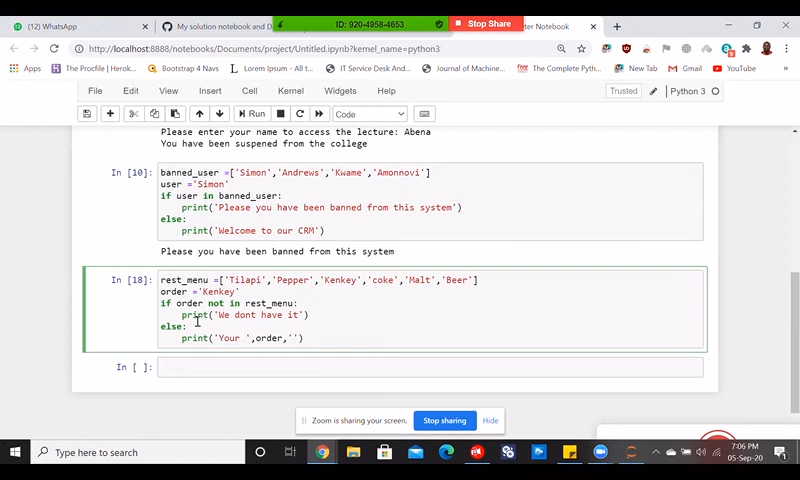 (12) WhatsApp
My solution notebook and D
ID: 920-4958-4653
Stop Share
ter Notebook
http://localhost:8888/notebooks/Documents/project/Untitled.ipynb?kernel_name=python3
Apps
The Procfile | Herok...
Bootstrap 4 Navs
Lorem Ipsum - All t...
IT Service Desk And...
Journal of Machine...
The Complete Pyth...
New Tab
Gmail
YouTube
File Edit View Insert Cell Kernel Widgets Help
Trusted
Python 3
Run
Code
Please enter your name to access the lecture: Abena
You have been suspended from the college
In [10]:
banned_user =['Simon','Andrews','Kwame','Amonnovi']
user ='Simon'
if user in banned_user:
print('Please you have been banned from this system')
else:
print('Welcome to our CRM')
Please you have been banned from this system
In [18]:
rest_menu =['Tilapi','Pepper','Kenkey','coke','Malt','Beer']
order ='Kenkey'
if order not in rest_menu:
print('We dont have it')
else:
print('Your ',order,'')
In [ ]:
Zoom is sharing your screen.
Stop sharing
Hide
Type here to search
7:06 PM
05-Sep-20